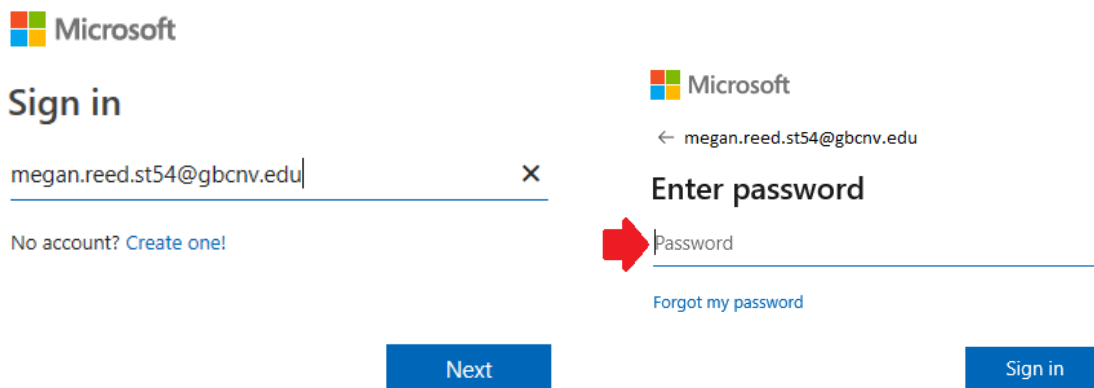 Microsoft
Sign in
megan.reed.st54@gbcnv.edu
No account? Create one!
Next
Microsoft
← megan.reed.st54@gbcnv.edu
Enter password
Password
Forgot my password
Sign in